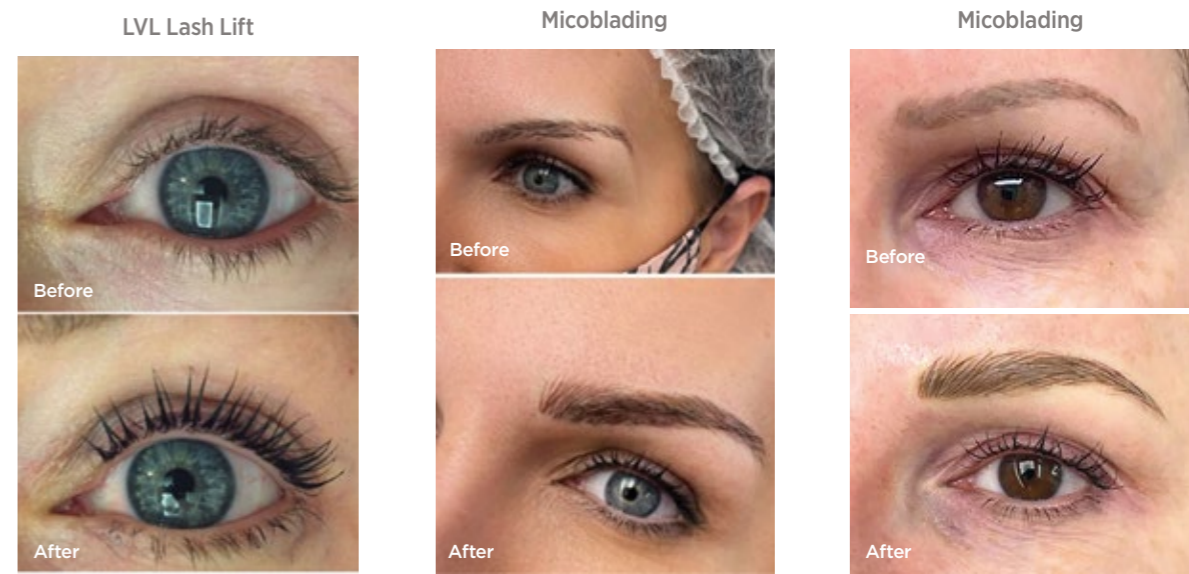 LVL Lash Lift
Micoblading
Micoblading
Before
Before
Before
After
After
After